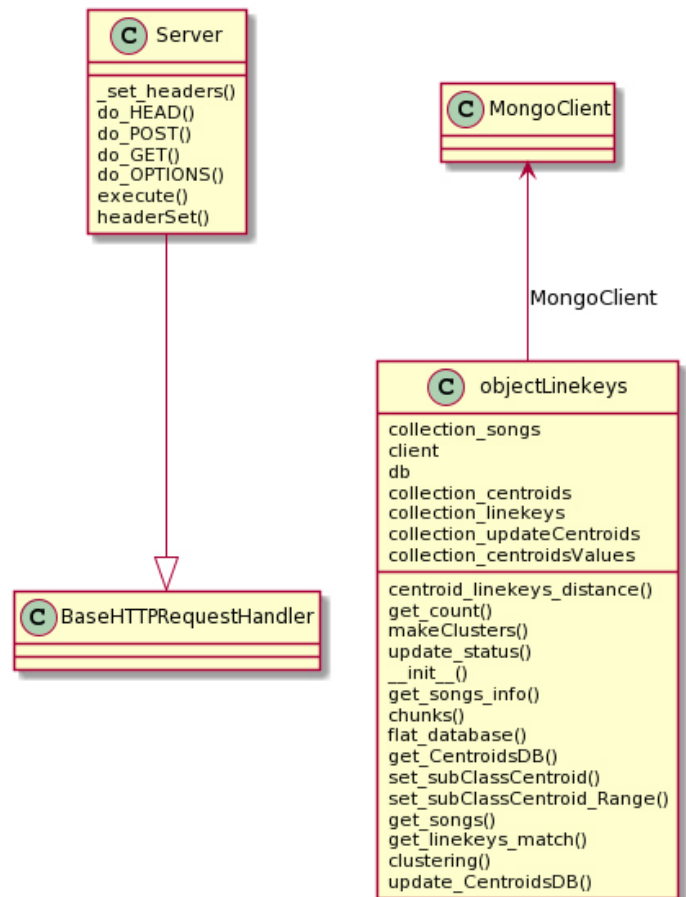 C Server
_set_headers()
do_HEAD()
do_POST()
do_GET()
do_OPTIONS()
execute()
headerSet()
C MongoClient
MongoClient
C BaseHTTPRequestHandler
C objectLinekeys
collection_songs
client
db
collection_centroids
collection_linekeys
collection_updateCentroids
collection_centroidsValues
centroid_linekeys_distance()
get_count()
makeClusters()
update_status()
__init__()
get_songs_info()
chunks()
flat_database()
get_CentroidsDB()
set_subClassCentroid()
set_subClassCentroid_Range()
get_songs()
get_linekeys_match()
clustering()
update_CentroidsDB()